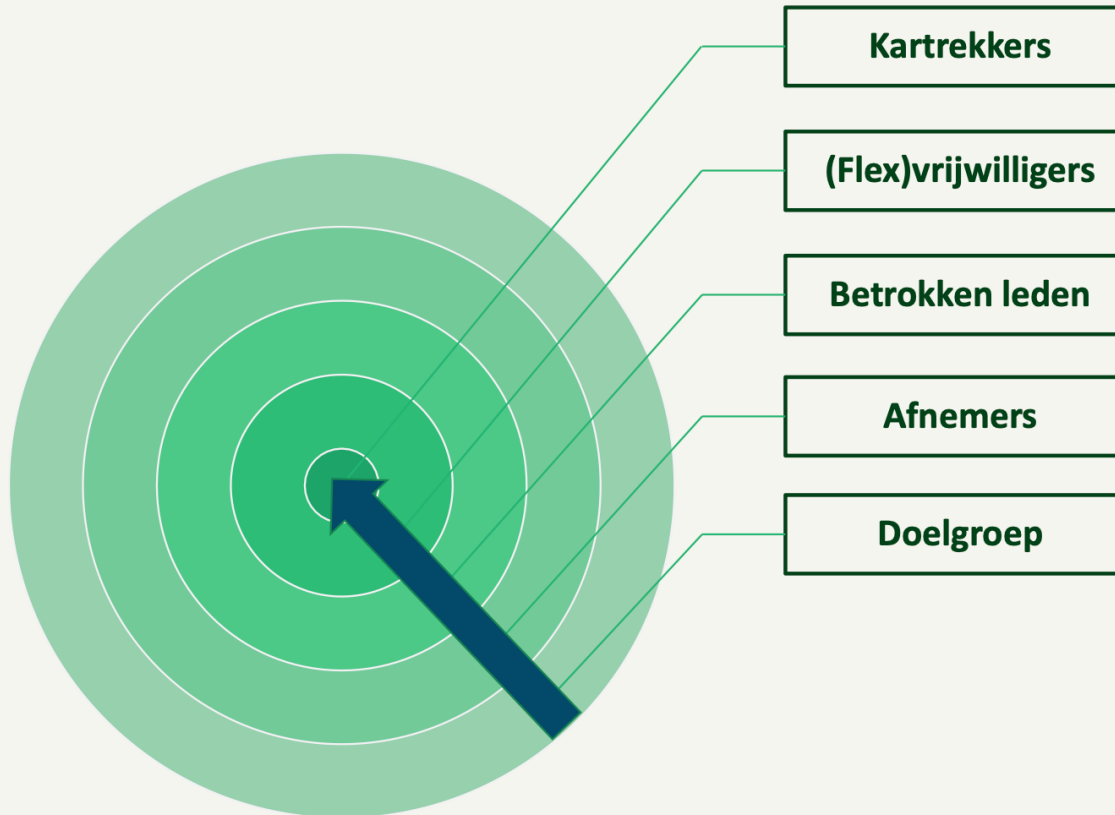 Kartrekkers
(Flex)vrijwilligers
Betrokken leden
Afnemers
Doelgroep